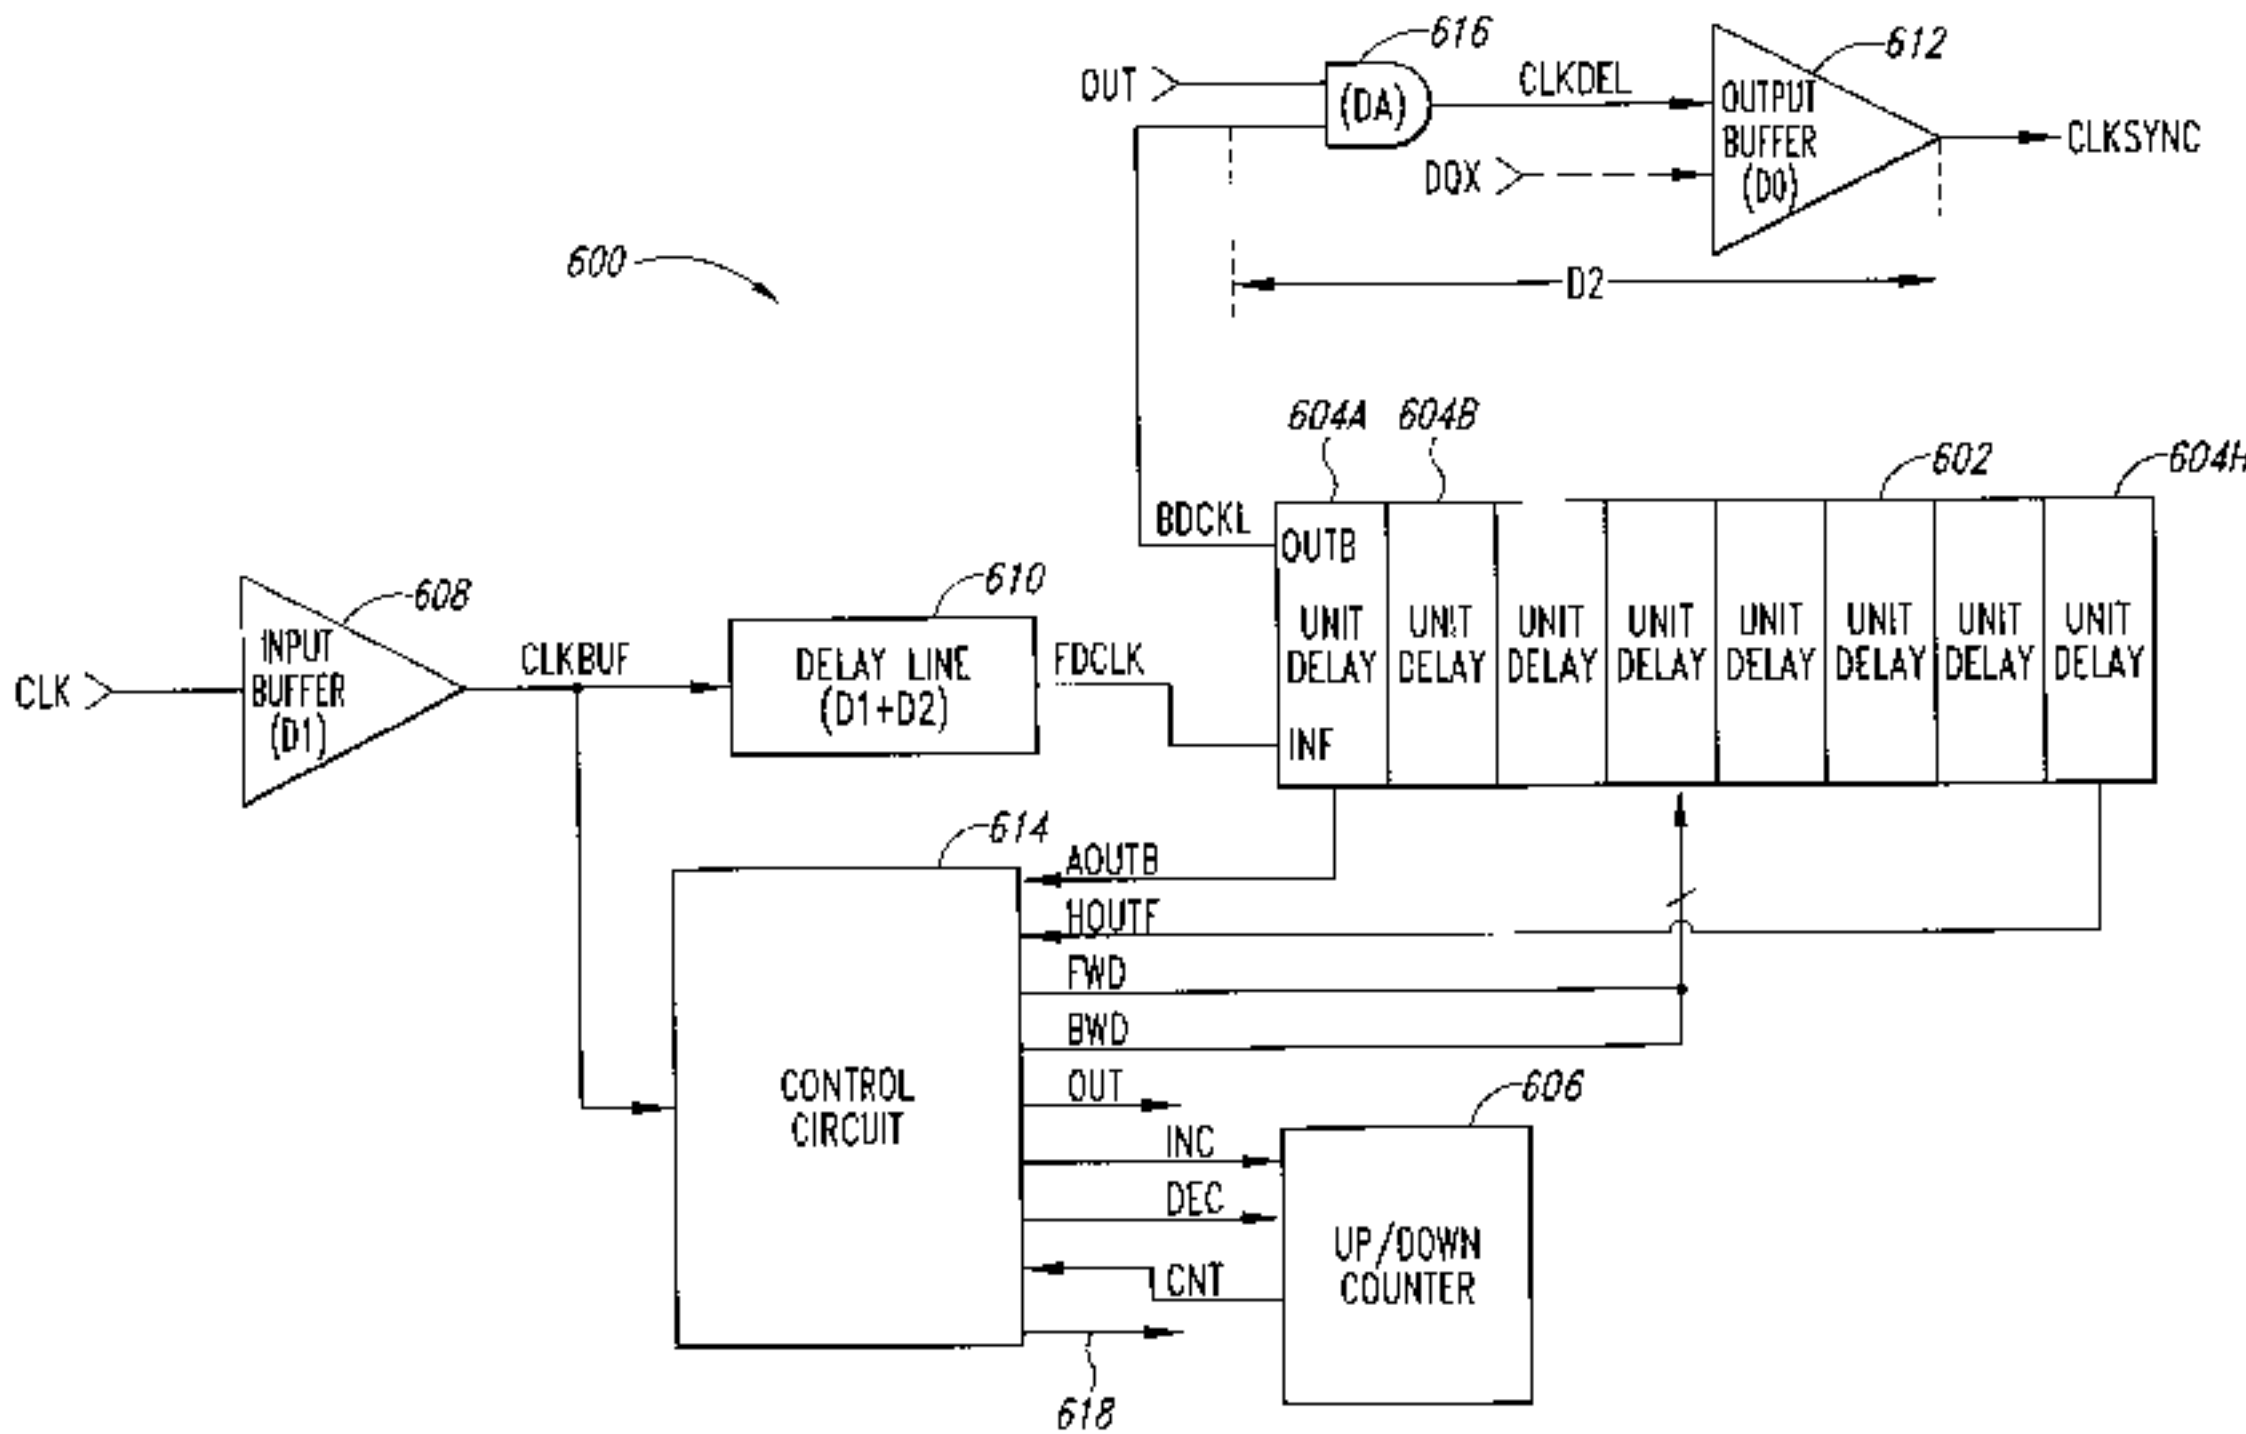 616
612
OUT
(DA)
CLKDEL
OUTPUT
BUFFER
(D0)
CLKSYNC
DQX
600
D2
604A
604B
602
604H
BDCKL
OUTB
608
610
INPUT
BUFFER
(D1)
CLK
CLKBUF
DELAY LINE
(D1+D2)
FDCLK
UNIT
DELAY
UNIT
DELAY
UNIT
DELAY
UNIT
DELAY
UNIT
DELAY
UNIT
DELAY
UNIT
DELAY
UNIT
DELAY
INF
614
AOUTB
HOUTF
FWD
BWD
CONTROL
CIRCUIT
OUT
606
INC
DEC
UP/DOWN
COUNTER
CNT
618